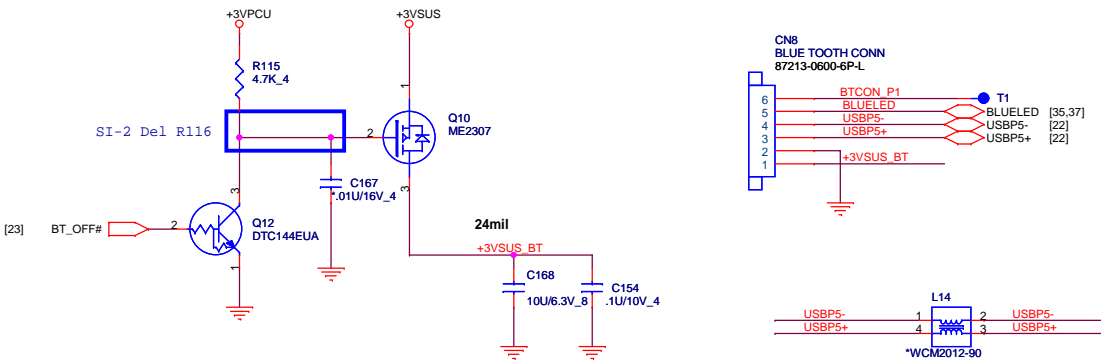 +3VPCU
+3VSUS
R115
4.7K_4
1
SI-2 Del R116
2
Q10
ME2307
3
C167
*.01U/16V_4
3
[23] BT_OFF# 2
Q12
DTC144EUA
1
24mil
+3VSUS_BT
C168
10U/6.3V_8
C154
.1U/10V_4
CN8
BLUE TOOTH CONN
87213-0600-6P-L
6 BTCON_P1 T1
5 BLUELED BLUELED [35,37]
4 USBP5- USBP5- [22]
3 USBP5+ USBP5+ [22]
2
1 +3VSUS_BT
L14
USBP5- 1 2 USBP5-
USBP5+ 4 3 USBP5+
*WCM2012-90